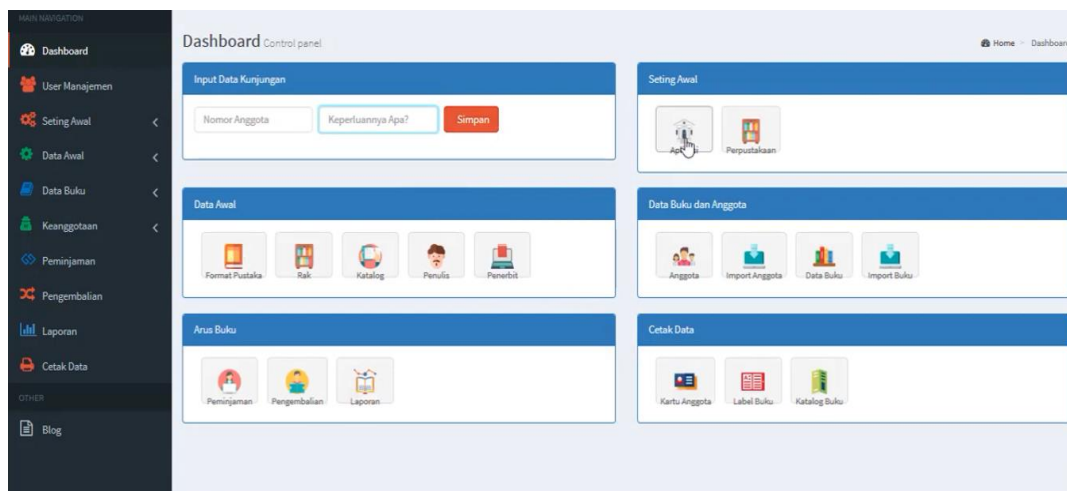 MAIN NAVIGATION
Dashboard
User Manajemen
Seting Awal
Data Awal
Data Buku
Keanggotaan
Peminjaman
Pengembalian
Laporan
Cetak Data
OTHER
Blog
Dashboard Control panel
Home > Dashboar
Input Data Kunjungan
Nomor Anggota Keperluannya Apa? Simpan
Seting Awal
Perpustakaan
Data Awal
Format Pustaka Rak Katalog Penulis Penerbit
Data Buku dan Anggota
Anggota Import Anggota Data Buku Import Buku
Arus Buku
Peminjaman Pengembalian Laporan
Cetak Data
Kartu Anggota Label Buku Katalog Buku